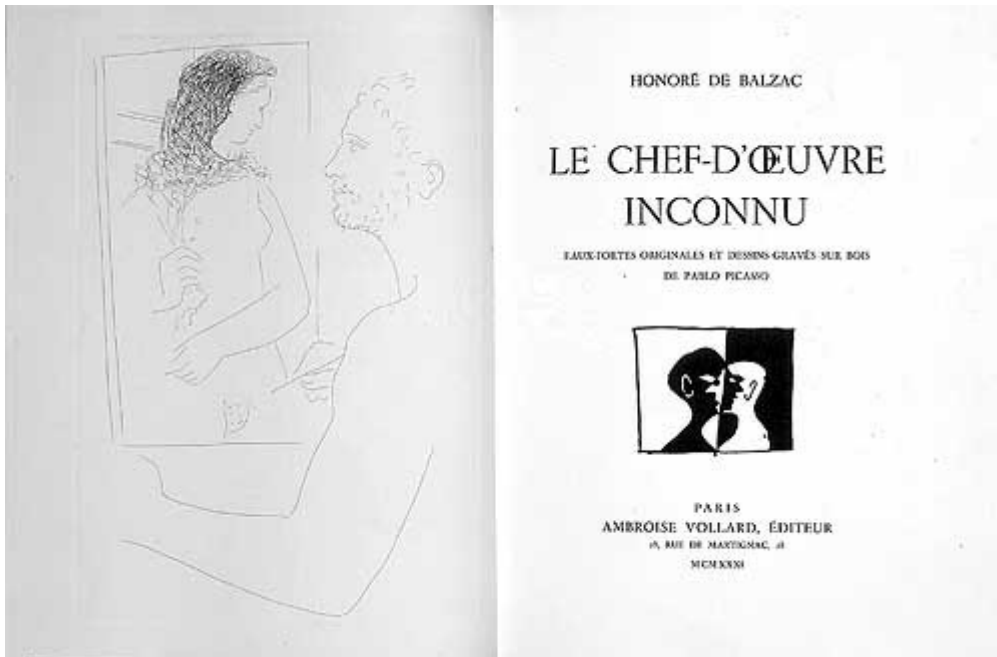 HONORÉ DE BALZAC
LE CHEF-D'ŒUVRE
INCONNU
EAUX-FORTES ORIGINALES ET DESSINS GRAVÉS SUR BOIS
DE PABLO PICASSO
PARIS
AMBROISE VOLLARD, ÉDITEUR
28, RUE DE MARTIGNAC, 28
MCMXXXI